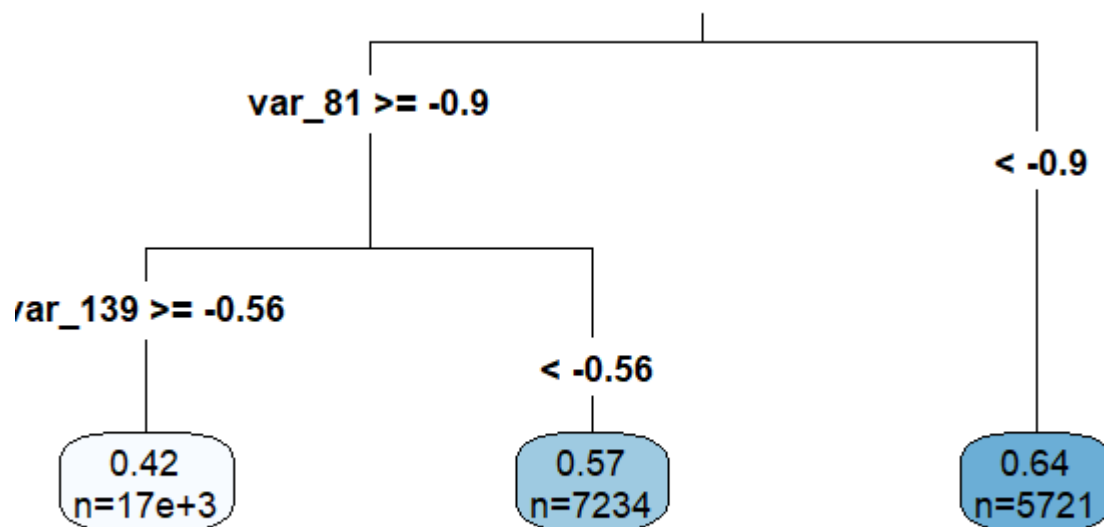 var_81 >= -0.9
< -0.9
var_139 >= -0.56
< -0.56
0.42
n=17e+3
0.57
n=7234
0.64
n=5721